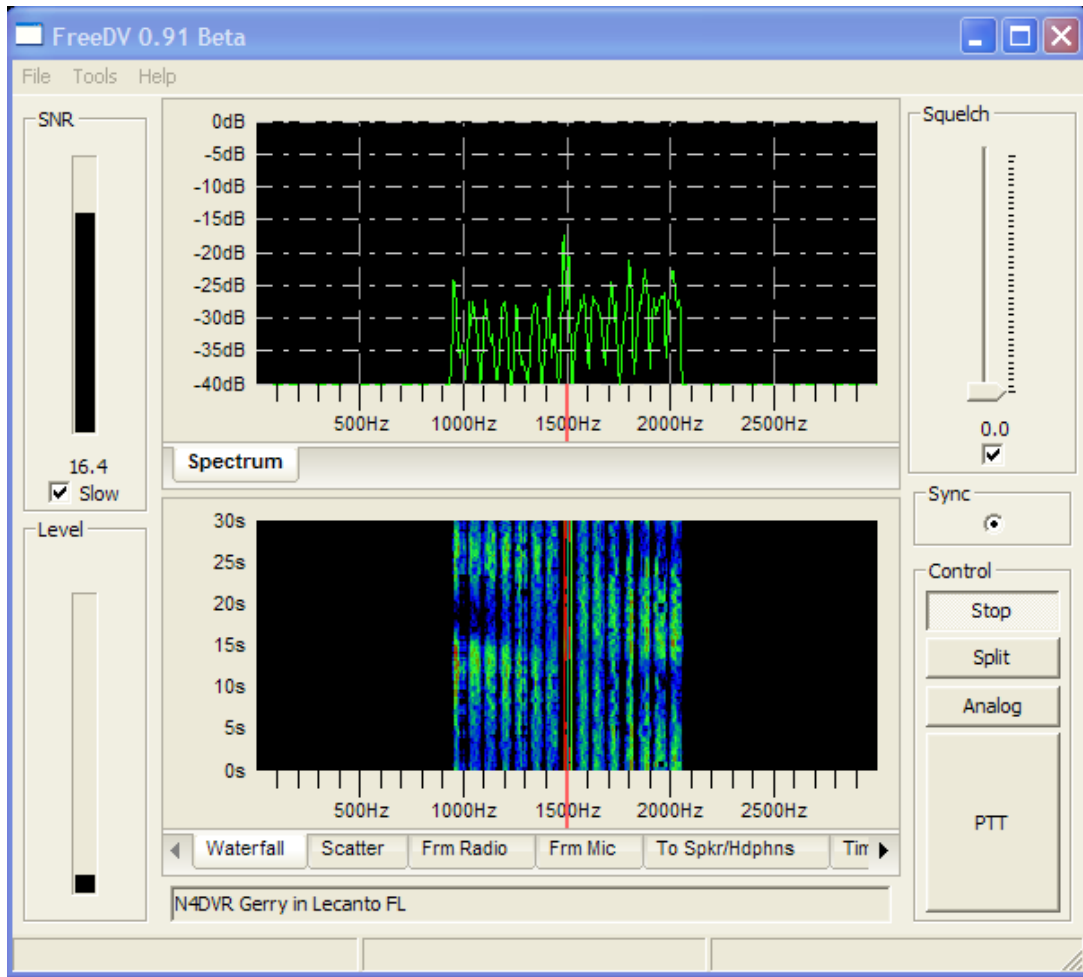 FreeDV 0.91 Beta
File Tools Help
SNR
16.4
Slow
Level
0dB
-5dB
-10dB
-15dB
-20dB
-25dB
-30dB
-35dB
-40dB
500Hz 1000Hz 1500Hz 2000Hz 2500Hz
Spectrum
30s
25s
20s
15s
10s
5s
0s
500Hz 1000Hz 1500Hz 2000Hz 2500Hz
Waterfall Scatter Frm Radio Frm Mic To Spkr/Hdphns Tim
N4DVR Gerry in Lecanto FL
Squelch
0.0
Sync
Control
Stop
Split
Analog
PTT